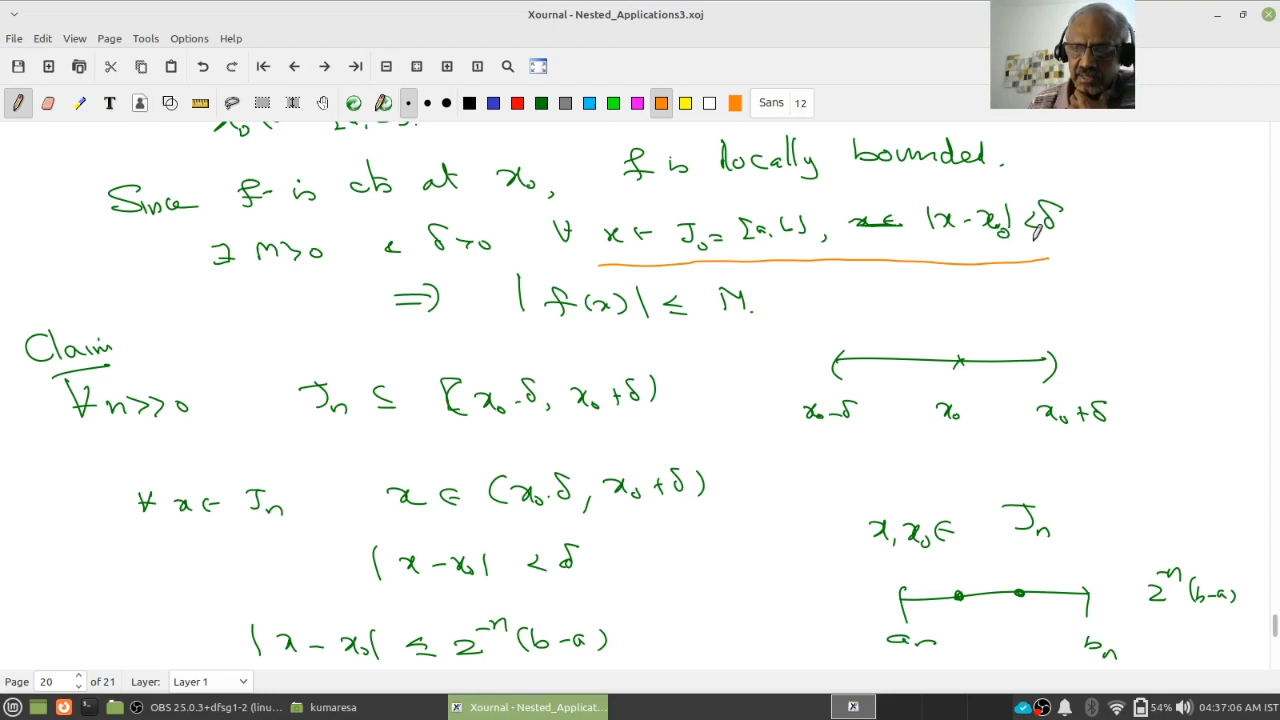 Xournal - Nested_Applications3.xoj
File Edit View Page Tools Options Help
Sans 12
Since f is cts at x₀, f is locally bounded.
∃ M>0 & δ>0 ∀ x ∈ J₀ = [a,b], |x-x₀| < δ
⟹ |f(x)| ≤ M.
Claim
∀ n>>0 Jₙ ⊆ (x₀-δ, x₀+δ)
x₀-δ x₀ x₀+δ
∀ x ∈ Jₙ x ∈ (x₀-δ, x₀+δ)
x, x₀ ∈ Jₙ
|x-x₀| < δ
2⁻ⁿ(b-a)
|x-x₀| ≤ 2⁻ⁿ(b-a)
aₙ bₙ
Page 20 of 21 Layer: Layer 1
OBS 25.0.3+dfsg1-2 (linu... kumaresa Xournal - Nested_Applicat... 54% 04:37:06 AM IST